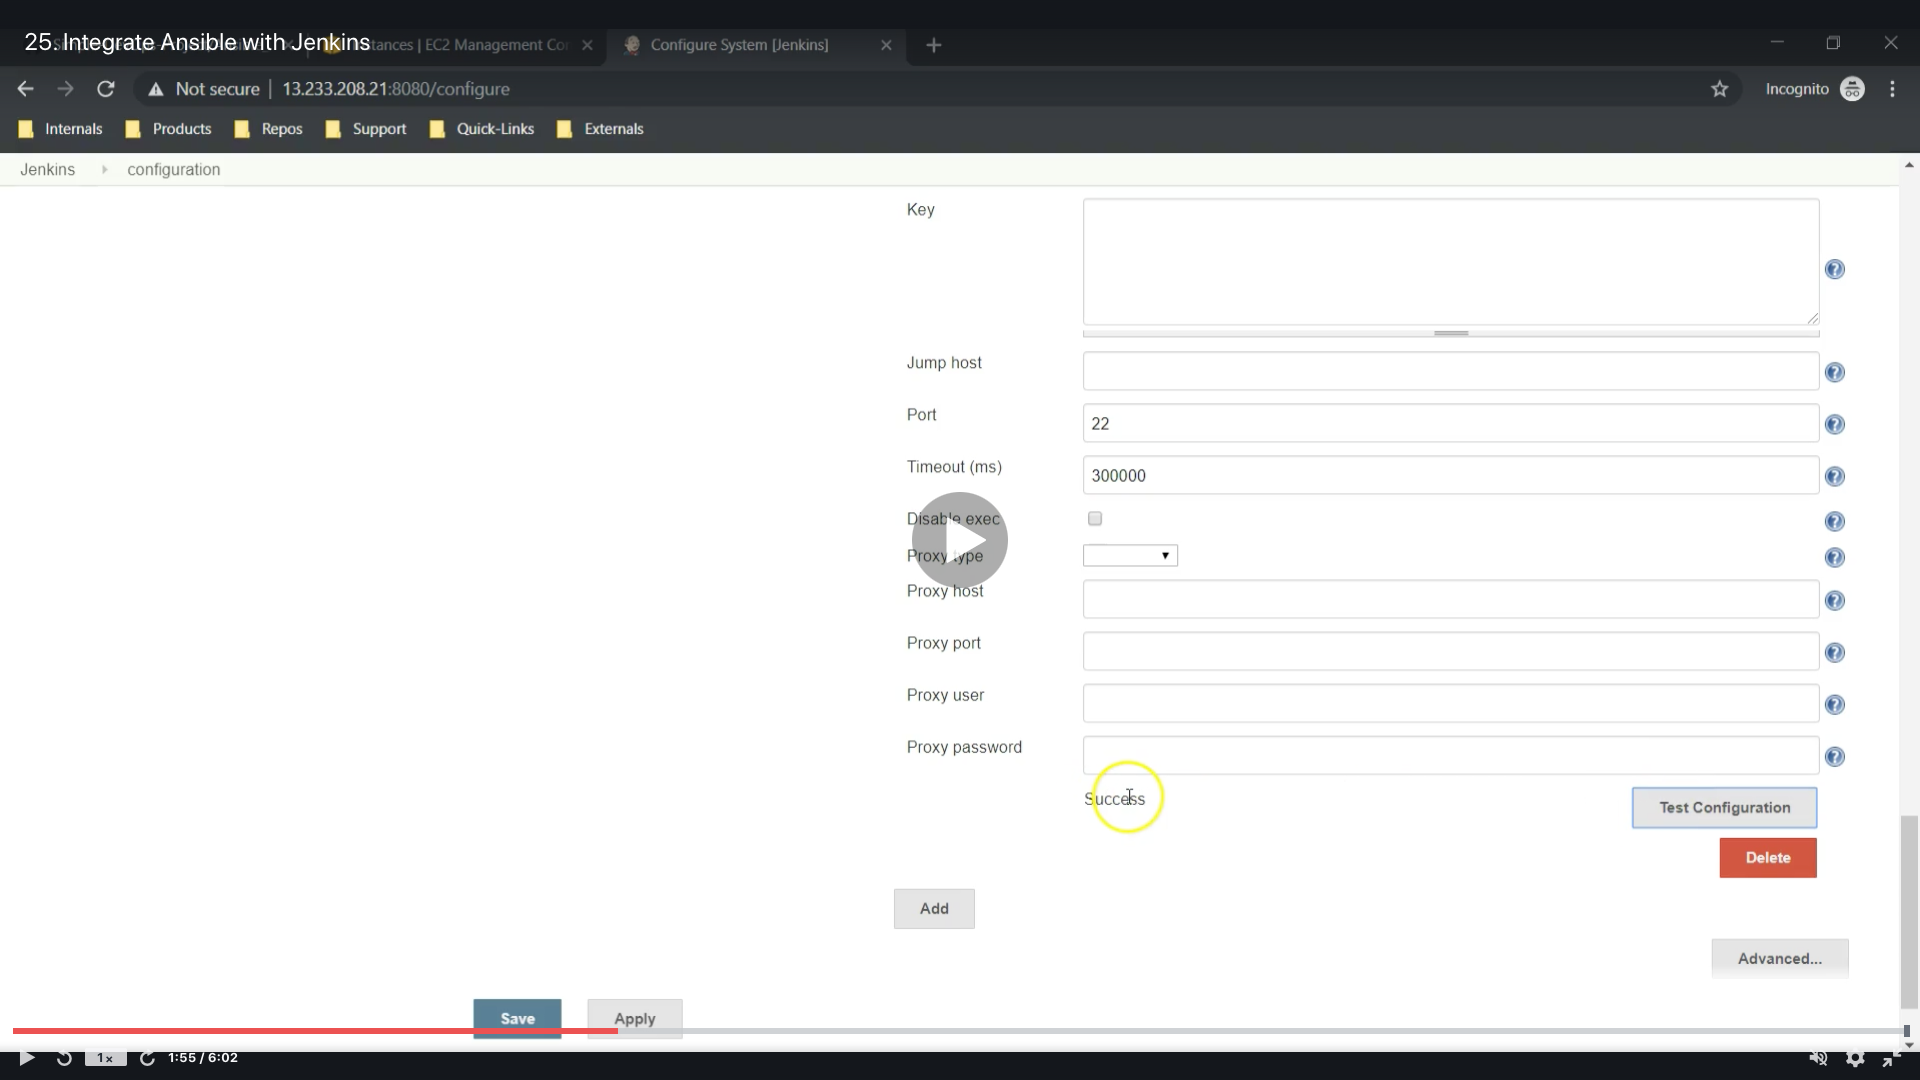 25. Integrate Ansible with Jenkins
Instances | EC2 Management Co
Configure System [Jenkins]
Not secure | 13.233.208.21:8080/configure
Incognito
Internals
Products
Repos
Support
Quick-Links
Externals
Jenkins
configuration
Key
Jump host
Port
22
Timeout (ms)
300000
Disable exec
Proxy type
Proxy host
Proxy port
Proxy user
Proxy password
Success
Test Configuration
Delete
Add
Advanced...
Save
Apply
1x
1:55 / 6:02